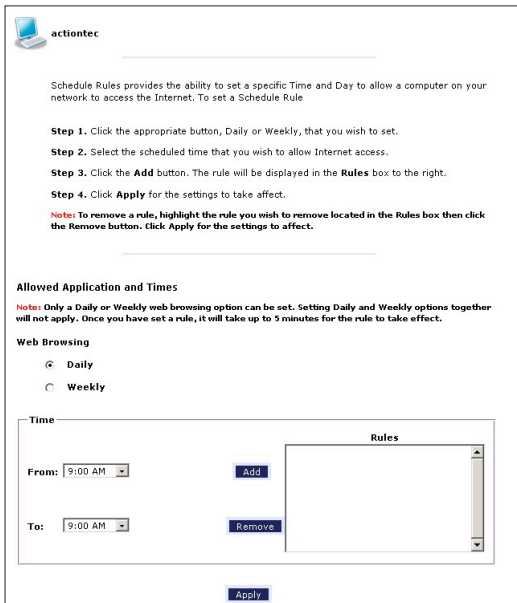 actiontec
Schedule Rules provides the ability to set a specific Time and Day to allow a computer on your
network to access the Internet. To set a Schedule Rule
Step 1. Click the appropriate button, Daily or Weekly, that you wish to set.
Step 2. Select the scheduled time that you wish to allow Internet access.
Step 3. Click the Add button. The rule will be displayed in the Rules box to the right.
Step 4. Click Apply for the settings to take affect.
Note: To remove a rule, highlight the rule you wish to remove located in the Rules box then click
the Remove button. Click Apply for the settings to affect.
Allowed Application and Times
Note: Only a Daily or Weekly web browsing option can be set. Setting Daily and Weekly options together
will not apply. Once you have set a rule, it will take up to 5 minutes for the rule to take effect.
Web Browsing
Daily
Weekly
Time
Rules
From: 9:00 AM Add
To: 9:00 AM Remove
Apply